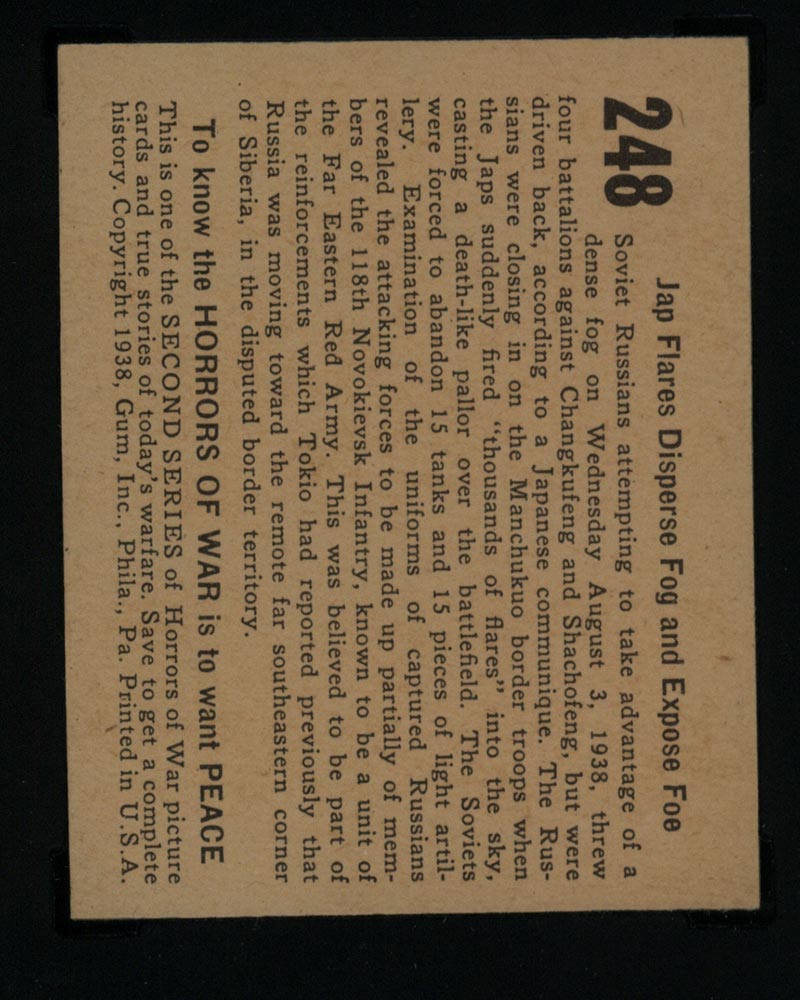 248
Jap Flares Disperse Fog and Expose Foe
Soviet Russians attempting to take advantage of a
dense fog on Wednesday August 3, 1938, threw
four battalions against Changkufeng and Shachofeng, but were
driven back, according to a Japanese communique. The Rus-
sians were closing in on the Manchukuo border troops when
the Japs suddenly fired "thousands of flares" into the sky,
casting a death-like pallor over the battlefield. The Soviets
were forced to abandon 15 tanks and 15 pieces of light artil-
lery. Examination of the uniforms of captured Russians
revealed the attacking forces to be made up partially of mem-
bers of the 118th Novokievsk Infantry, known to be a unit of
the Far Eastern Red Army. This was believed to be part of
the reinforcements which Tokio had reported previously that
Russia was moving toward the remote far southeastern corner
of Siberia, in the disputed border territory.
To know the HORRORS OF WAR is to want PEACE
This is one of the SECOND SERIES of Horrors of War picture
cards and true stories of today's warfare. Save to get a complete
history. Copyright 1938, Gum, Inc., Phila., Pa. Printed in U.S.A.